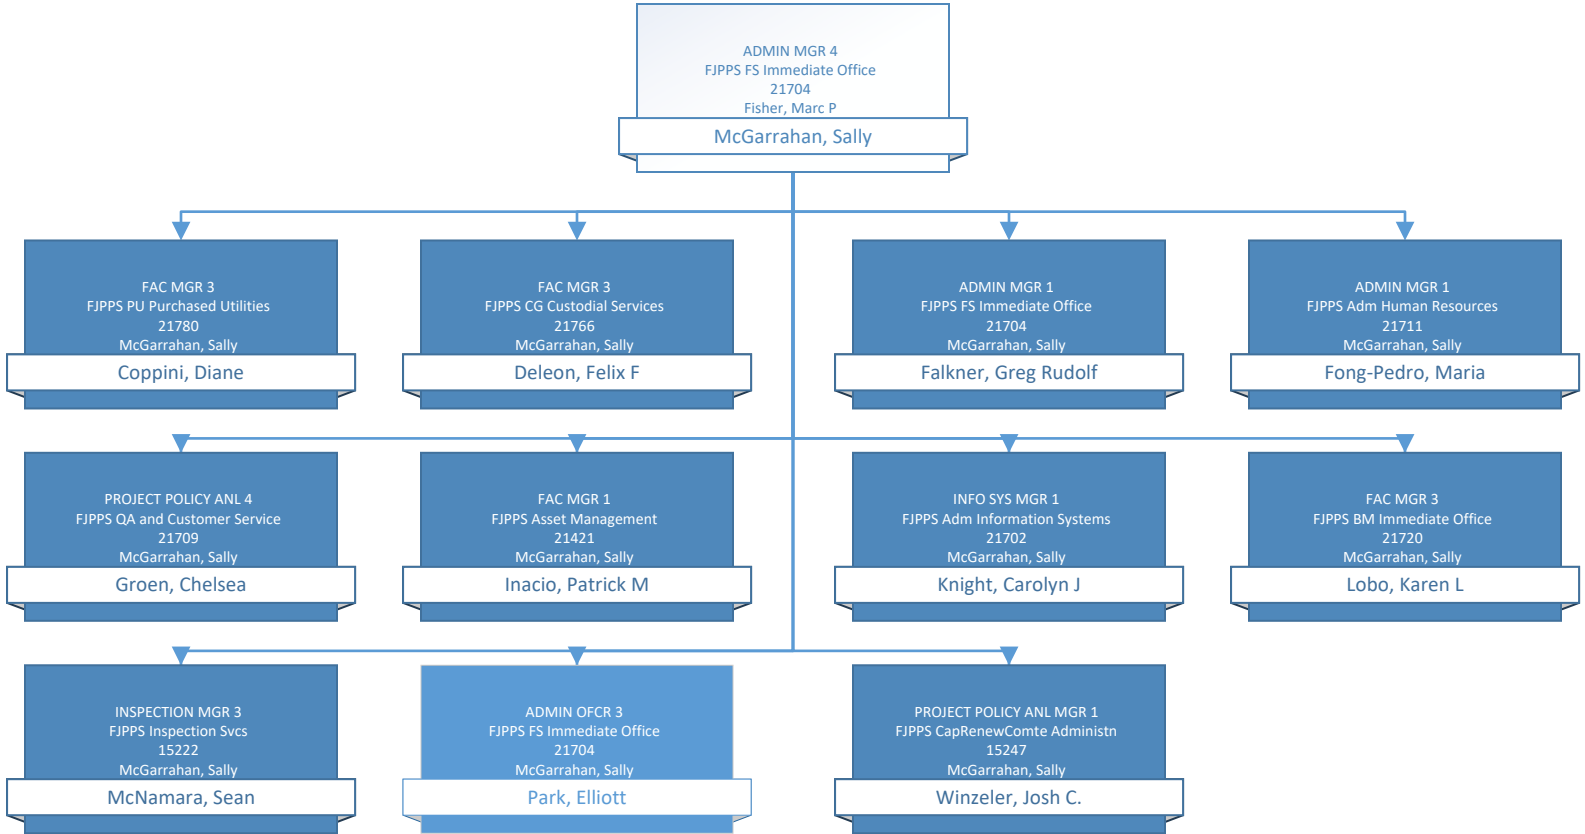 ADMIN MGR 4
FJPPS FS Immediate Office
21704
Fisher, Marc P
McGarrahan, Sally
FAC MGR 3
FJPPS PU Purchased Utilities
21780
McGarrahan, Sally
Coppini, Diane
FAC MGR 3
FJPPS CG Custodial Services
21766
McGarrahan, Sally
Deleon, Felix F
ADMIN MGR 1
FJPPS FS Immediate Office
21704
McGarrahan, Sally
Falkner, Greg Rudolf
ADMIN MGR 1
FJPPS Adm Human Resources
21711
McGarrahan, Sally
Fong-Pedro, Maria
PROJECT POLICY ANL 4
FJPPS QA and Customer Service
21709
McGarrahan, Sally
Groen, Chelsea
FAC MGR 1
FJPPS Asset Management
21421
McGarrahan, Sally
Inacio, Patrick M
INFO SYS MGR 1
FJPPS Adm Information Systems
21702
McGarrahan, Sally
Knight, Carolyn J
FAC MGR 3
FJPPS BM Immediate Office
21720
McGarrahan, Sally
Lobo, Karen L
INSPECTION MGR 3
FJPPS Inspection Svcs
15222
McGarrahan, Sally
McNamara, Sean
ADMIN OFCR 3
FJPPS FS Immediate Office
21704
McGarrahan, Sally
Park, Elliott
PROJECT POLICY ANL MGR 1
FJPPS CapRenewComte Administn
15247
McGarrahan, Sally
Winzeler, Josh C.